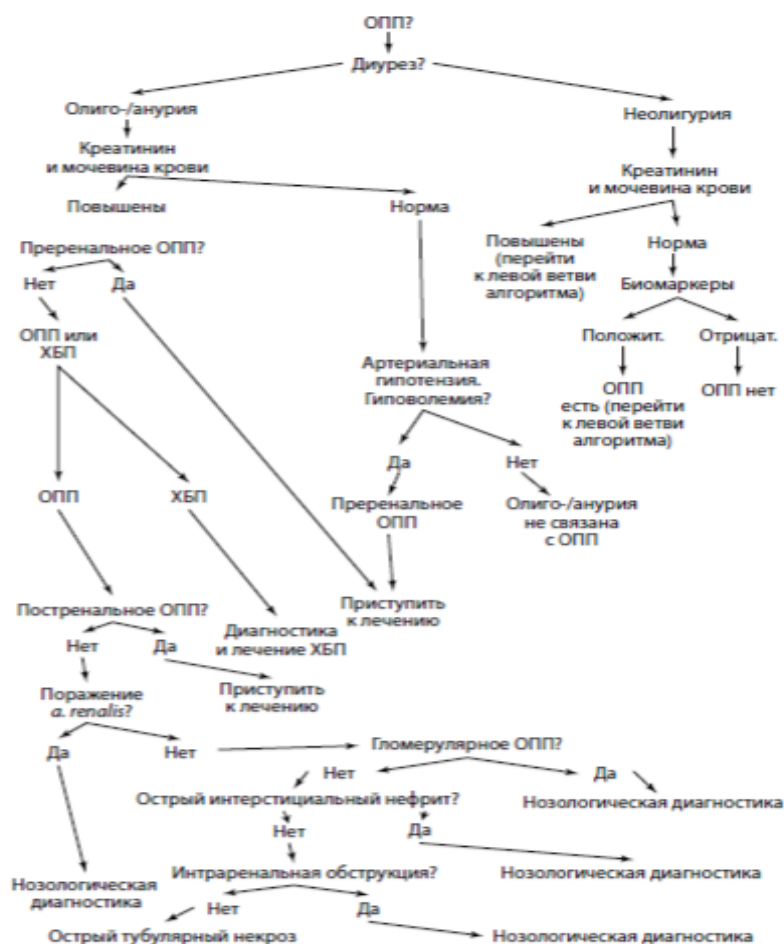 ОПП?
Диурез?
Олиго-/анурия
Неолигурия
Креатинин
и мочевина крови
Креатинин
и мочевина крови
Повышены
Норма
Повышены
(перейти
к левой ветви
алгоритма)
Норма
Преренальное ОПП?
Нет
Да
Биомаркеры
ОПП или
ХБП
Положит.
Отрицат.
Артериальная
гипотензия.
Гиповолемия?
ОПП
есть (перейти
к левой ветви
алгоритма)
ОПП нет
Да
Нет
ОПП
ХБП
Преренальное
ОПП
Олиго-/анурия
не связана
с ОПП
Постренальное ОПП?
Приступить
к лечению
Диагностика
и лечение ХБП
Нет
Да
Поражение
a. renalis?
Приступить
к лечению
Да
Нет
Гломерулярное ОПП?
Нет
Да
Острый интерстициальный нефрит?
Нозологическая диагностика
Нет
Да
Нозологическая
диагностика
Интраренальная обструкция?
Нозологическая диагностика
Нет
Да
Острый тубулярный некроз
Нозологическая диагностика